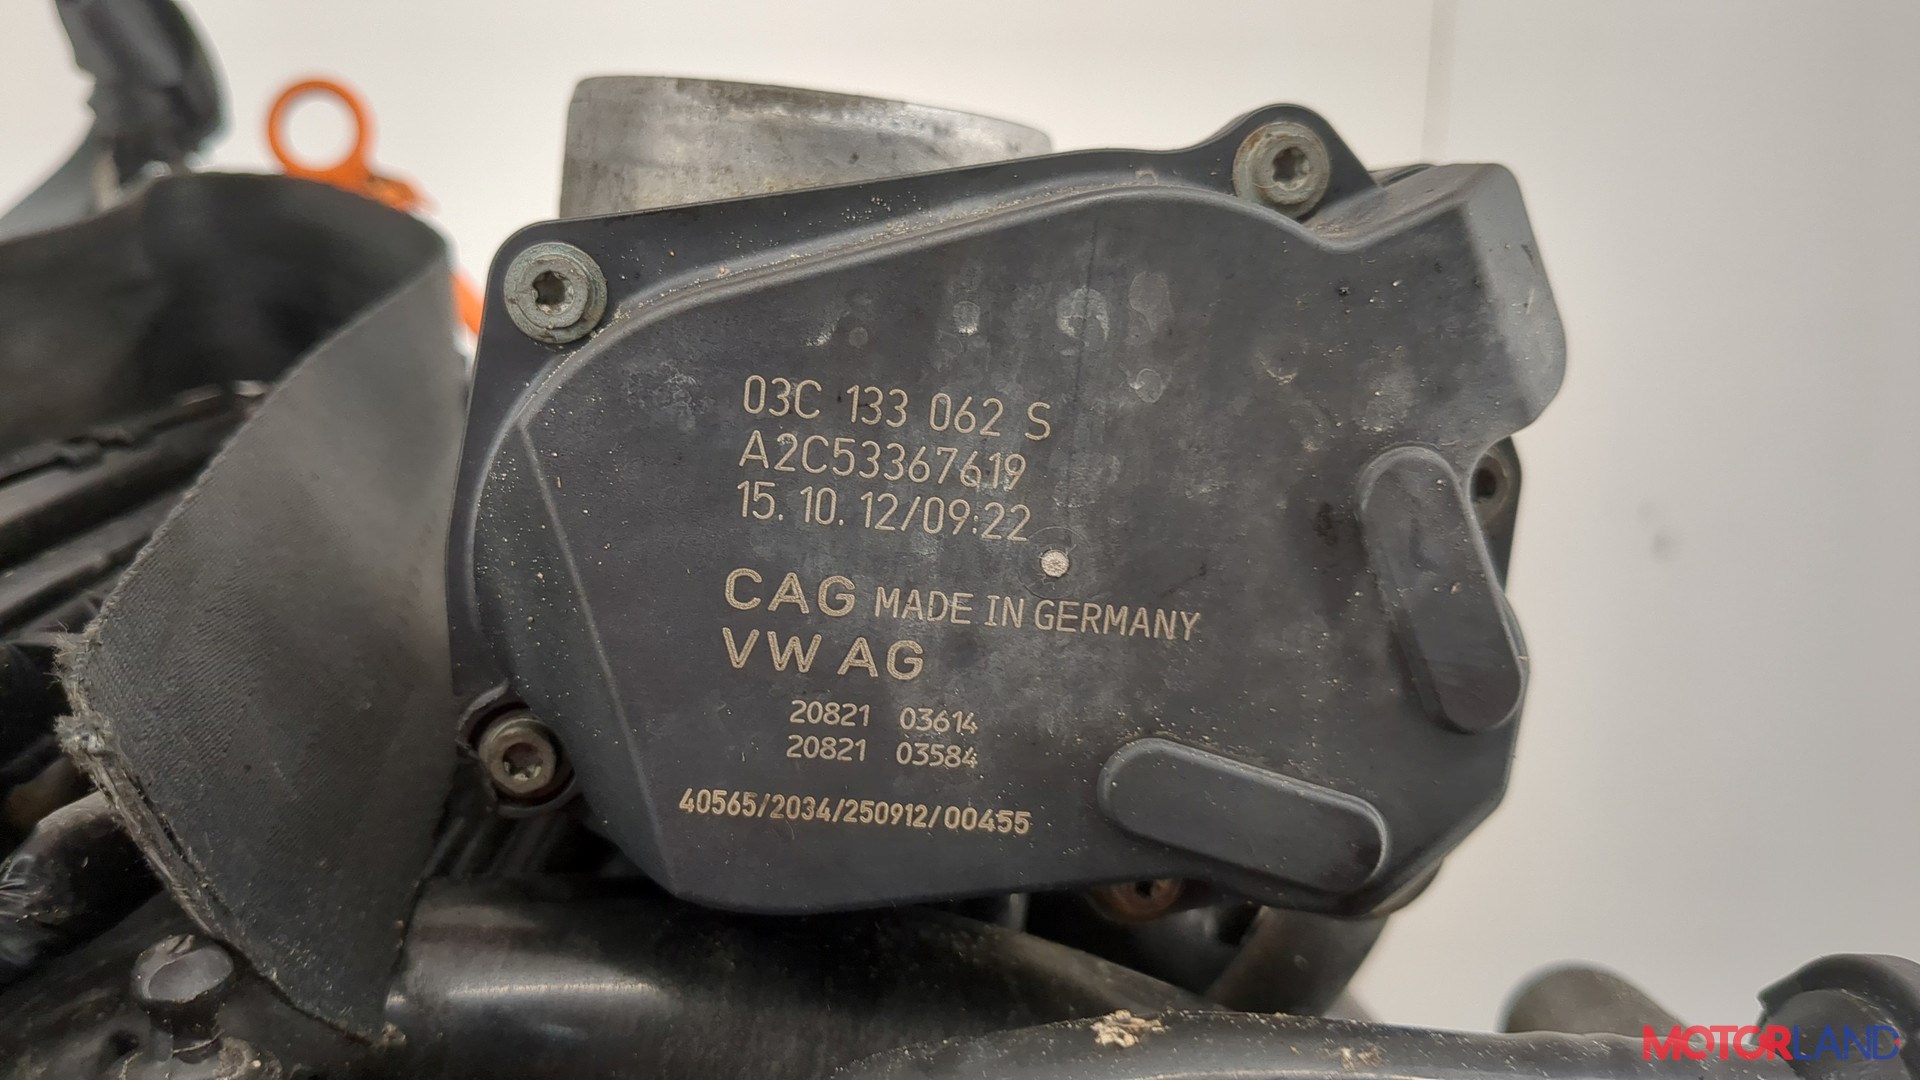 03C 133 062 S
A2C53367619
15.10.12/09:22
CAG MADE IN GERMANY
VW AG
20821 03614
20821 03584
40565/2034/250912/00455
MOTORLAND